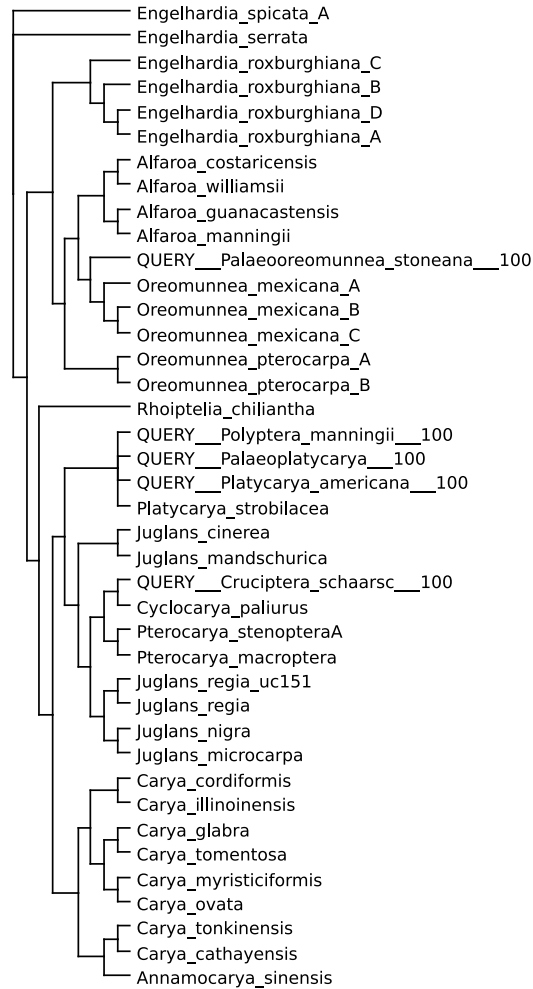 Engelhardia_spicata_A
Engelhardia_serrata
Engelhardia_roxburghiana_C
Engelhardia_roxburghiana_B
Engelhardia_roxburghiana_D
Engelhardia_roxburghiana_A
Alfaroa_costaricensis
Alfaroa_williamsii
Alfaroa_guanacastensis
Alfaroa_manningii
QUERY___Palaeooreomunnea_stoneana___100
Oreomunnea_mexicana_A
Oreomunnea_mexicana_B
Oreomunnea_mexicana_C
Oreomunnea_pterocarpa_A
Oreomunnea_pterocarpa_B
Rhoiptelia_chiliantha
QUERY___Polyptera_manningii___100
QUERY___Palaeoplatycarya___100
QUERY___Platycarya_americana___100
Platycarya_strobilacea
Juglans_cinerea
Juglans_mandschurica
QUERY___Cruciptera_schaarsc___100
Cyclocarya_paliurus
Pterocarya_stenopteraA
Pterocarya_macroptera
Juglans_regia_uc151
Juglans_regia
Juglans_nigra
Juglans_microcarpa
Carya_cordiformis
Carya_illinoinensis
Carya_glabra
Carya_tomentosa
Carya_myristiciformis
Carya_ovata
Carya_tonkinensis
Carya_cathayensis
Annamocarya_sinensis